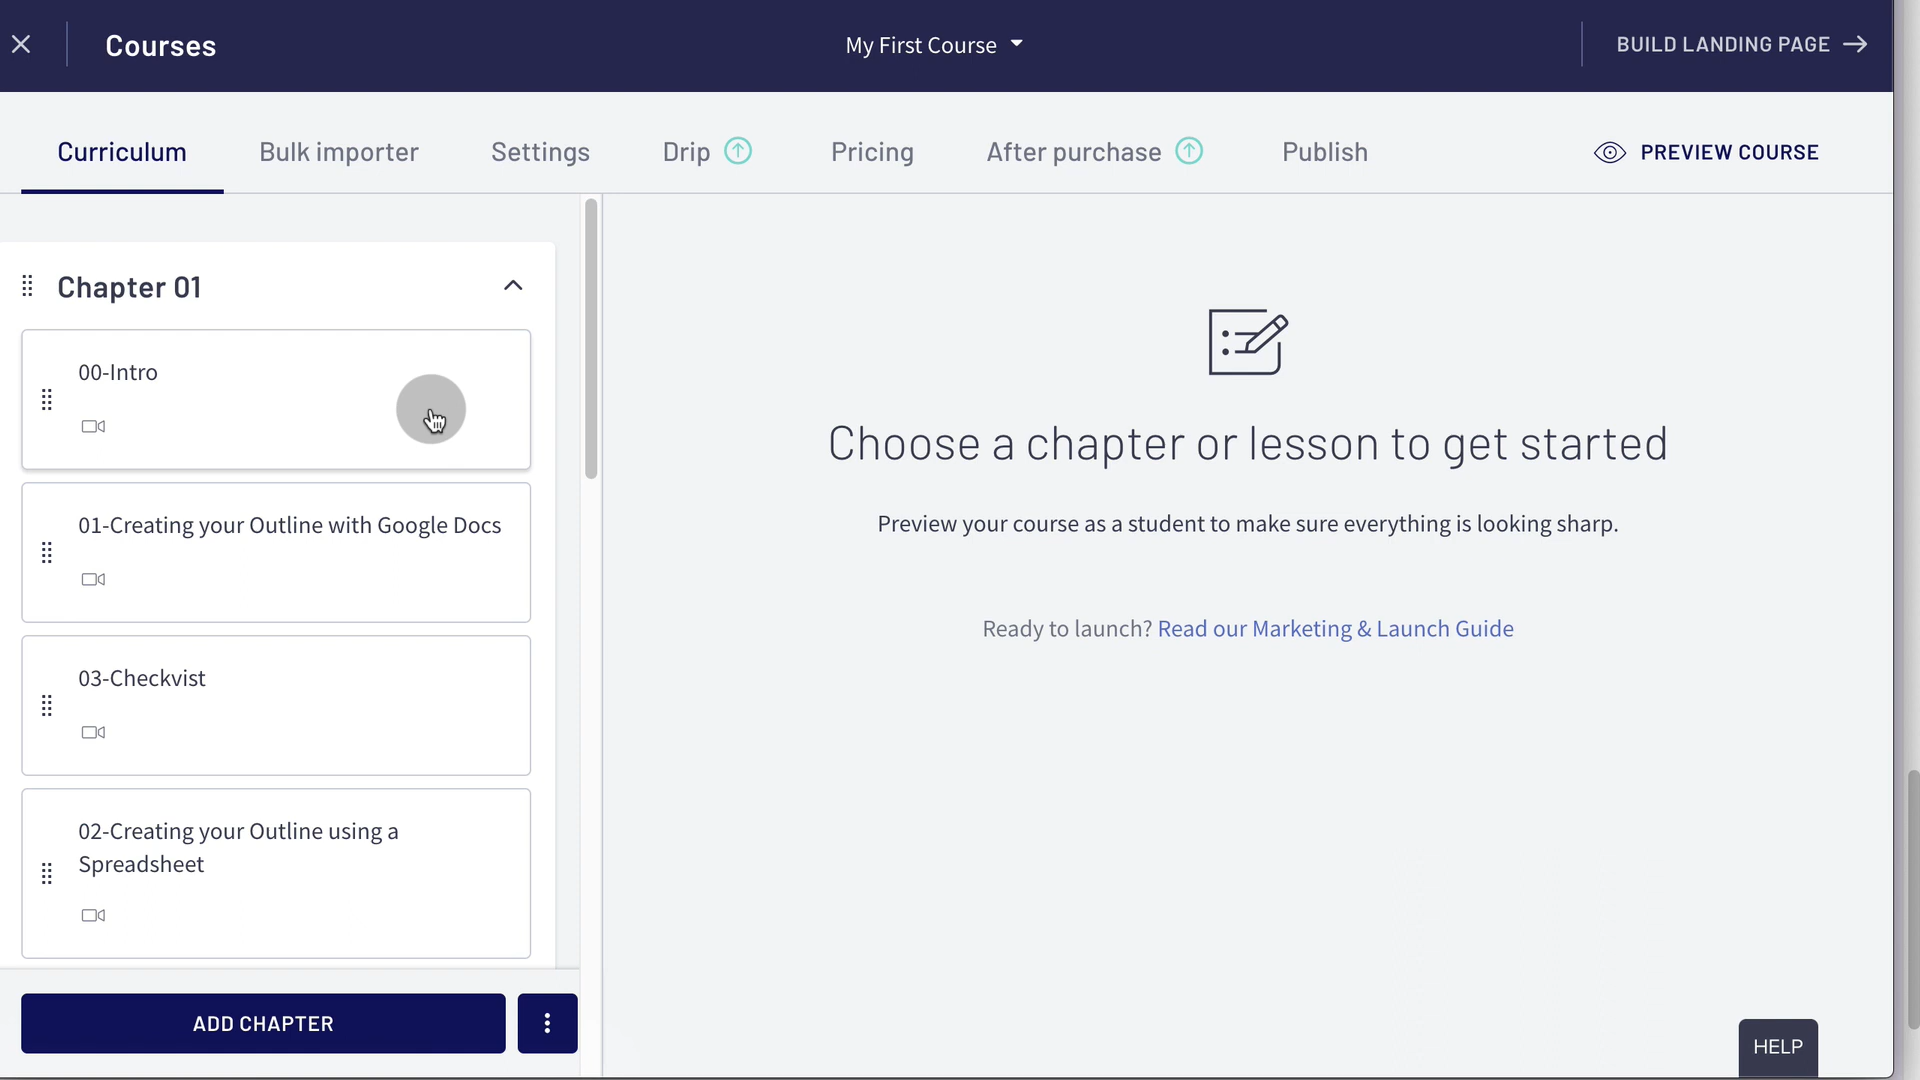 Courses
My First Course
BUILD LANDING PAGE
Curriculum
Bulk importer
Settings
Drip
Pricing
After purchase
Publish
PREVIEW COURSE
Chapter 01
00-Intro
01-Creating your Outline with Google Docs
03-Checkvist
02-Creating your Outline using a
Spreadsheet
ADD CHAPTER
Choose a chapter or lesson to get started
Preview your course as a student to make sure everything is looking sharp.
Ready to launch? Read our Marketing & Launch Guide
HELP